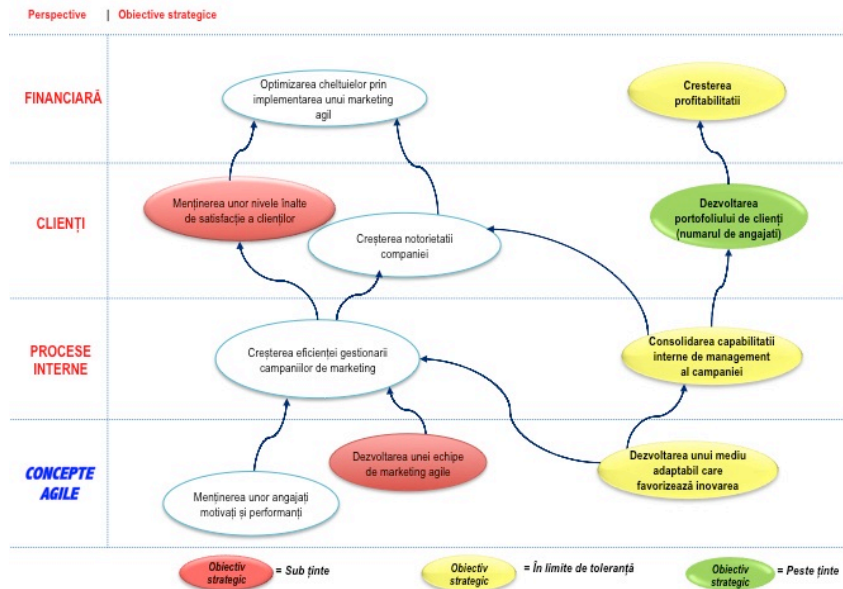 Perspective | Obiective strategice
FINANCIARĂ
Optimizarea cheltuielor prin
implementarea unui marketing
agil
Cresterea
profitabilitatii
CLIENȚI
Menținerea unor nivele înalte
de satisfacție a clienților
Creșterea notorietatii
companiei
Dezvoltarea
portofoliului de clienți
(numarul de angajati)
PROCESE
INTERNE
Creșterea eficienței gestionarii
campaniilor de marketing
Consolidarea capabilitatii
interne de management
al campaniei
CONCEPTE
AGILE
Menținerea unor angajați
motivați și performanți
Dezvoltarea unei echipe
de marketing agile
Dezvoltarea unui mediu
adaptabil care
favorizează inovarea
Obiectiv
strategic
= Sub ținte
Obiectiv
strategic
= În limite de toleranță
Obiectiv
strategic
= Peste ținte